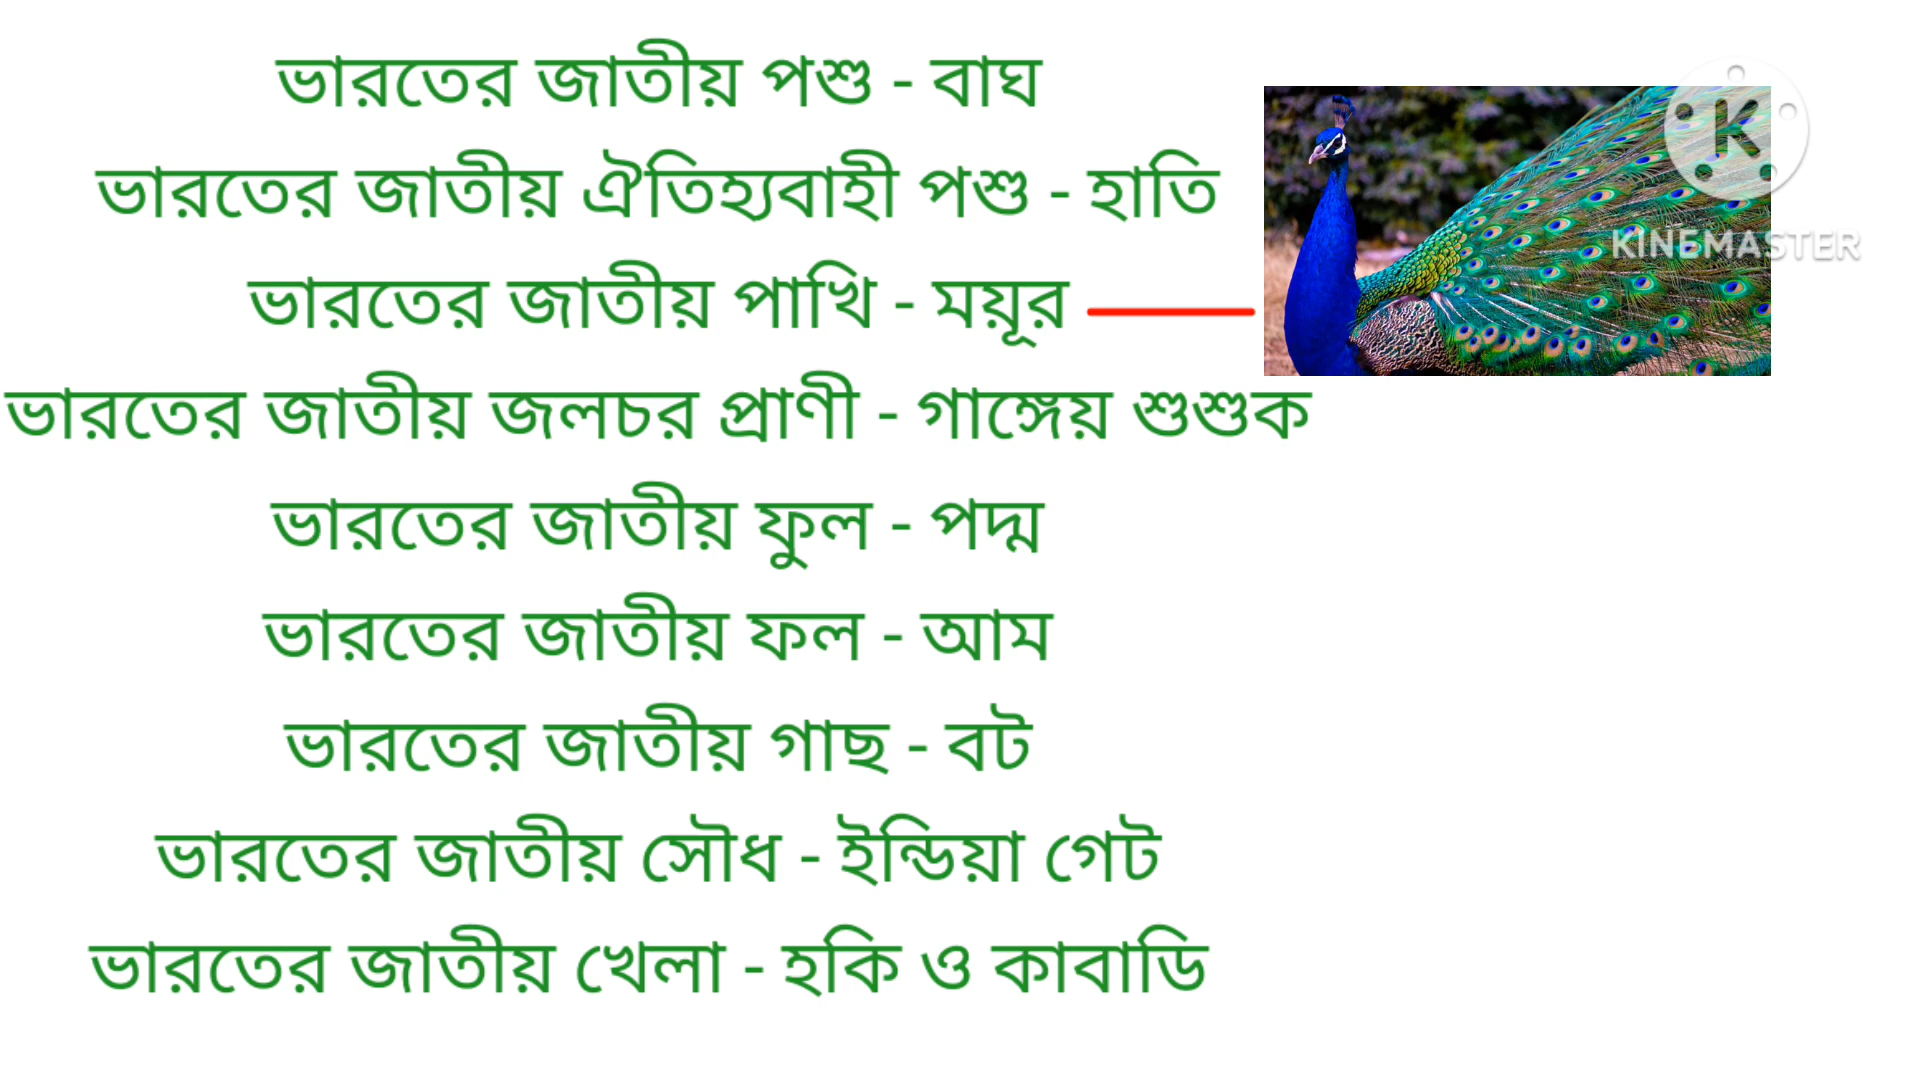 ভারতের জাতীয় পশু - বাঘ
ভারতের জাতীয় ঐতিহ্যবাহী পশু - হাতি
ভারতের জাতীয় পাখি - ময়ূর
ভারতের জাতীয় জলচর প্রাণী - গাঙ্গেয় শুশুক
ভারতের জাতীয় ফুল - পদ্ম
ভারতের জাতীয় ফল - আম
ভারতের জাতীয় গাছ - বট
ভারতের জাতীয় সৌধ - ইন্ডিয়া গেট
ভারতের জাতীয় খেলা - হকি ও কাবাডি
K
KINEMASTER